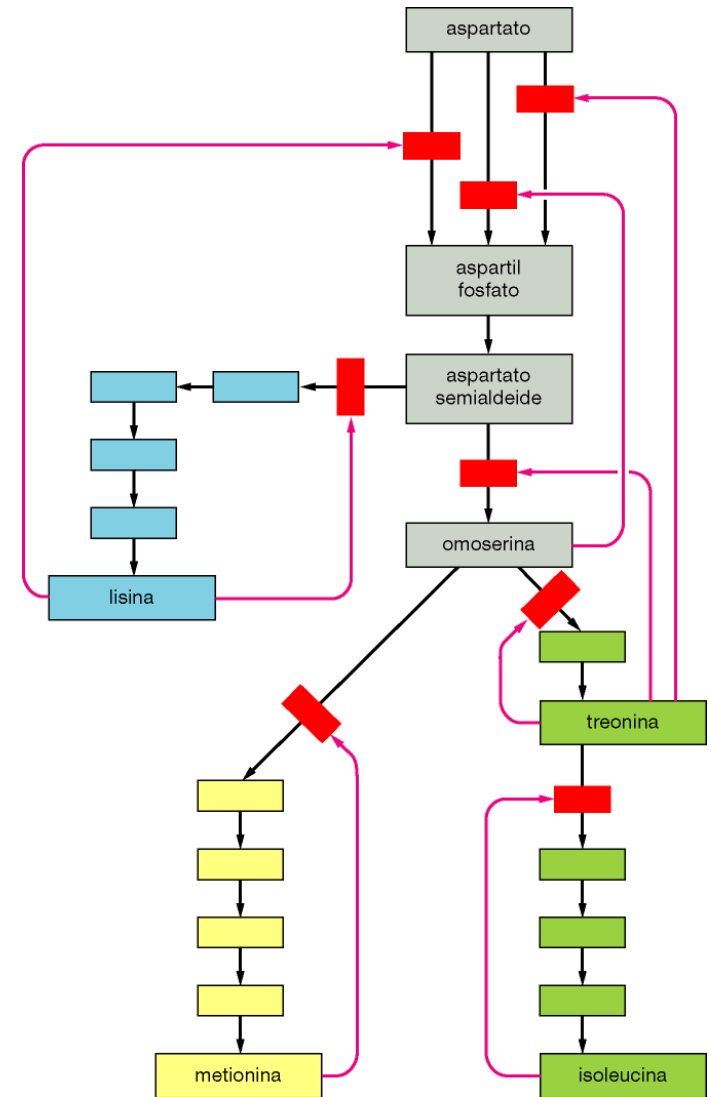 aspartato
aspartil
fosfato
aspartato
semialdeide
omoserina
lisina
treonina
metionina
isoleucina